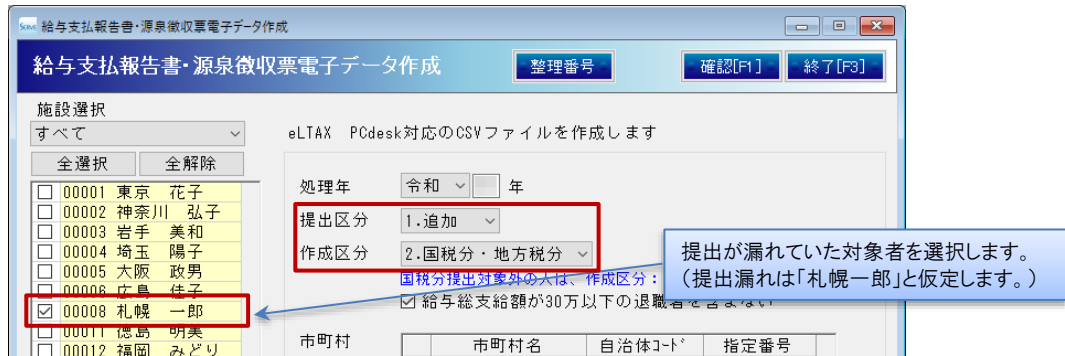 給与支払報告書・源泉徴収票電子データ作成
給与支払報告書・源泉徴収票電子データ作成
整理番号
確認[F1]
終了[F3]
施設選択
すべて
eLTAX PCdesk対応のCSVファイルを作成します
全選択 全解除
00001 東京 花子
00002 神奈川 弘子
00003 岩手 美和
00004 埼玉 陽子
00005 大阪 政男
00006 広島 佳子
00008 札幌 一郎
00011 徳島 明美
00012 福岡 みどり
処理年 令和 年
提出区分 1.追加
作成区分 2.国税分・地方税分
国税分提出対象外の人は、作成区分:
給与総支給額が30万以下の退職者を含まない
市町村
市町村名 自治体コード 指定番号
提出が漏れていた対象者を選択します。
(提出漏れは「札幌一郎」と仮定します。)